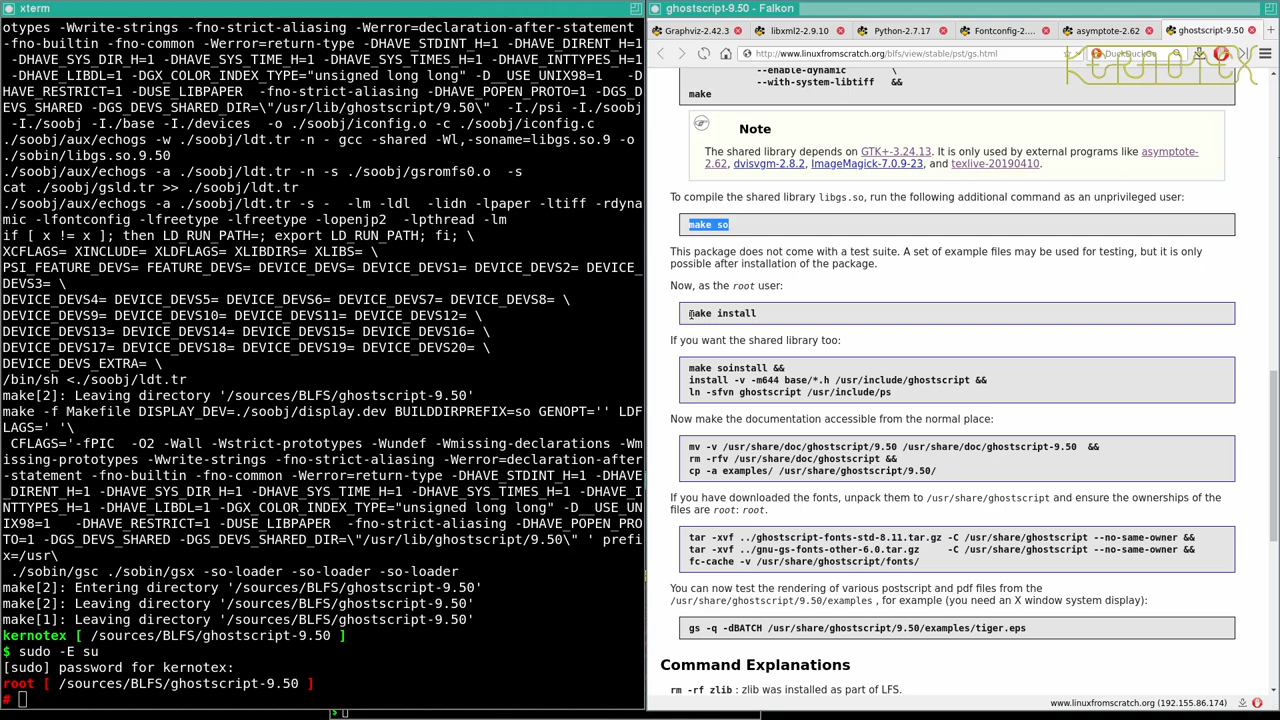 xterm
otypes -Wwrite-strings -fno-strict-aliasing -Werror=declaration-after-statement
-fno-builtin -fno-common -Werror=return-type -DHAVE_STDINT_H=1 -DHAVE_DIRENT_H=1
-DHAVE_SYS_DIR_H=1 -DHAVE_SYS_TIME_H=1 -DHAVE_SYS_TIMES_H=1 -DHAVE_INTTYPES_H=1
-DHAVE_LIBDL=1 -DGX_COLOR_INDEX_TYPE="unsigned long long" -D__USE_UNIX98=1 -DH
AVE_RESTRICT=1 -DUSE_LIBPAPER -fno-strict-aliasing -DHAVE_POPEN_PROTO=1 -DGS_D
EVS_SHARED -DGS_DEVS_SHARED_DIR=\"/usr/lib/ghostscript/9.50\" -I./psi -I./soobj
-I./soobj -I./base -I./devices -o ./soobj/iconfig.o -c ./soobj/iconfig.c
./soobj/aux/echogs -w ./soobj/ldt.tr -n - gcc -shared -Wl,-soname=libgs.so.9 -o
./sobin/libgs.so.9.50
./soobj/aux/echogs -a ./soobj/ldt.tr -n -s ./soobj/gsromfs0.o -s
cat ./soobj/gsld.tr >> ./soobj/ldt.tr
./soobj/aux/echogs -a ./soobj/ldt.tr -s - -lm -ldl -lidn -lpaper -ltiff -rdyna
mic -lfontconfig -lfreetype -lfreetype -lopenjp2 -lpthread -lm
if [ x != x ]; then LD_RUN_PATH=; export LD_RUN_PATH; fi; \
XCFLAGS= XINCLUDE= XLDFLAGS= XLIBDIRS= XLIBS= \
PSI_FEATURE_DEVS= FEATURE_DEVS= DEVICE_DEVS= DEVICE_DEVS1= DEVICE_DEVS2= DEVICE_
DEVS3= \
DEVICE_DEVS4= DEVICE_DEVS5= DEVICE_DEVS6= DEVICE_DEVS7= DEVICE_DEVS8= \
DEVICE_DEVS9= DEVICE_DEVS10= DEVICE_DEVS11= DEVICE_DEVS12= \
DEVICE_DEVS13= DEVICE_DEVS14= DEVICE_DEVS15= DEVICE_DEVS16= \
DEVICE_DEVS17= DEVICE_DEVS18= DEVICE_DEVS19= DEVICE_DEVS20= \
DEVICE_DEVS_EXTRA= \
/bin/sh <./soobj/ldt.tr
make[2]: Leaving directory '/sources/BLFS/ghostscript-9.50'
make -f Makefile DISPLAY_DEV=./soobj/display.dev BUILDDIRPREFIX=so GENOPT='' LDF
LAGS=' '\
CFLAGS='-fPIC -O2 -Wall -Wstrict-prototypes -Wundef -Wmissing-declarations -Wm
issing-prototypes -Wwrite-strings -fno-strict-aliasing -Werror=declaration-after
-statement -fno-builtin -fno-common -Werror=return-type -DHAVE_STDINT_H=1 -DHAVE
_DIRENT_H=1 -DHAVE_SYS_DIR_H=1 -DHAVE_SYS_TIME_H=1 -DHAVE_SYS_TIMES_H=1 -DHAVE_I
NTTYPES_H=1 -DHAVE_LIBDL=1 -DGX_COLOR_INDEX_TYPE="unsigned long long" -D__USE_UN
IX98=1 -DHAVE_RESTRICT=1 -DUSE_LIBPAPER -fno-strict-aliasing -DHAVE_POPEN_PRO
TO=1 -DGS_DEVS_SHARED -DGS_DEVS_SHARED_DIR=\"/usr/lib/ghostscript/9.50\" ' prefi
x=/usr\
./sobin/gsc ./sobin/gsx -so-loader -so-loader -so-loader
make[2]: Entering directory '/sources/BLFS/ghostscript-9.50'
make[2]: Leaving directory '/sources/BLFS/ghostscript-9.50'
make[1]: Leaving directory '/sources/BLFS/ghostscript-9.50'
kernotex [ /sources/BLFS/ghostscript-9.50 ]
$ sudo -E su
[sudo] password for kernotex:
root [ /sources/BLFS/ghostscript-9.50 ]
#
$
ghostscript-9.50 - Falkon
Graphviz-2.42.3 libxml2-2.9.10 Python-2.7.17 Fontconfig-2.... asymptote-2.62 ghostscript-9.50
http://www.linuxfromscratch.org/blfs/view/stable/pst/gs.html DuckDuckGo
KERNOTEX
--enable-dynamic \
--with-system-libtiff &&
make
Note
The shared library depends on GTK+-3.24.13. It is only used by external programs like asymptote-
2.62, dvisvgm-2.8.2, ImageMagick-7.0.9-23, and texlive-20190410.
To compile the shared library libgs.so, run the following additional command as an unprivileged user:
make so
This package does not come with a test suite. A set of example files may be used for testing, but it is only
possible after installation of the package.
Now, as the root user:
make install
If you want the shared library too:
make soinstall &&
install -v -m644 base/*.h /usr/include/ghostscript &&
ln -sfvn ghostscript /usr/include/ps
Now make the documentation accessible from the normal place:
mv -v /usr/share/doc/ghostscript/9.50 /usr/share/doc/ghostscript-9.50 &&
rm -rfv /usr/share/doc/ghostscript &&
cp -a examples/ /usr/share/ghostscript/9.50/
If you have downloaded the fonts, unpack them to /usr/share/ghostscript and ensure the ownerships of the
files are root: root.
tar -xvf ../ghostscript-fonts-std-8.11.tar.gz -C /usr/share/ghostscript --no-same-owner &&
tar -xvf ../gnu-gs-fonts-other-6.0.tar.gz -C /usr/share/ghostscript --no-same-owner &&
fc-cache -v /usr/share/ghostscript/fonts/
You can now test the rendering of various postscript and pdf files from the
/usr/share/ghostscript/9.50/examples , for example (you need an X window system display):
gs -q -dBATCH /usr/share/ghostscript/9.50/examples/tiger.eps
Command Explanations
rm -rf zlib : zlib was installed as part of LFS.
www.linuxfromscratch.org (192.155.86.174)